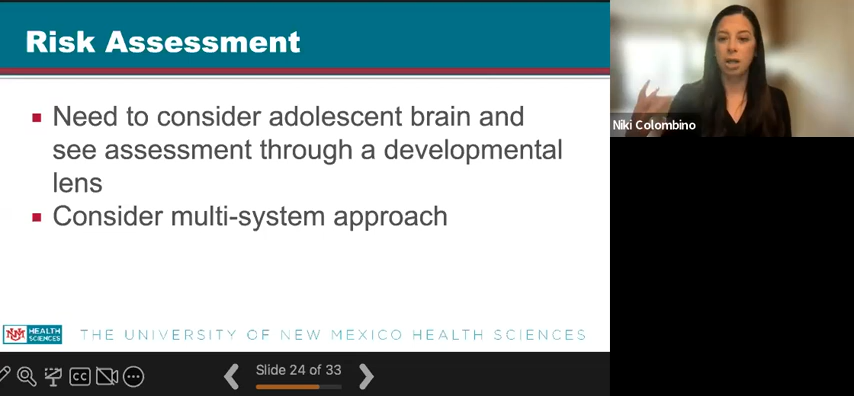 Risk Assessment
Need to consider adolescent brain and
see assessment through a developmental
lens
Consider multi-system approach
UNM HEALTH
SCIENCES
THE UNIVERSITY OF NEW MEXICO HEALTH SCIENCES
CC
Slide 24 of 33
Niki Colombino